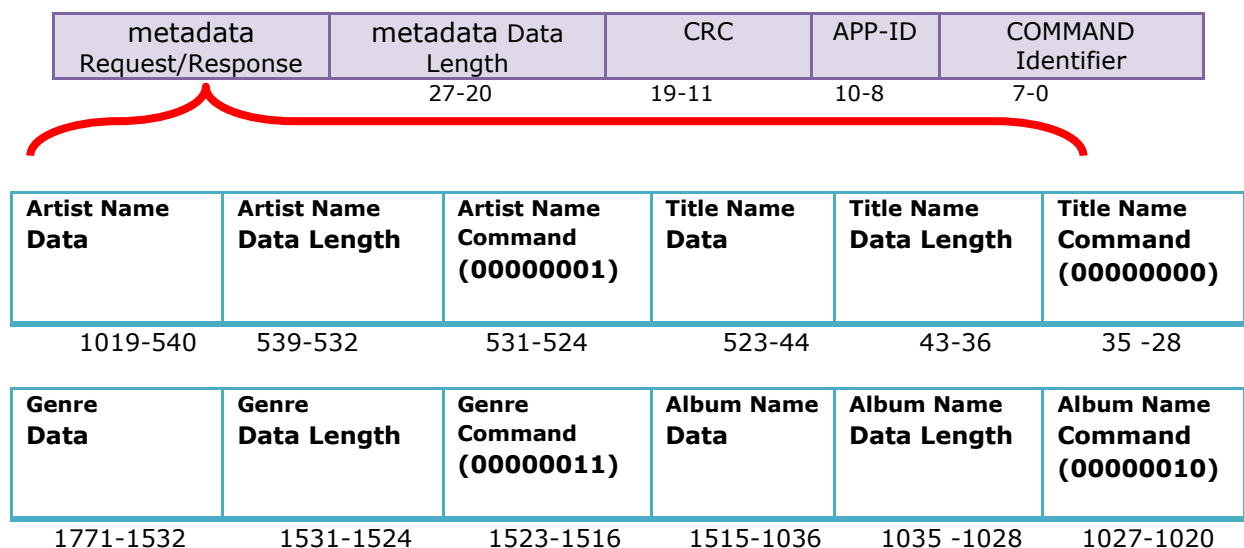 metadata Request/Response
metadata Data Length
CRC
APP-ID
COMMAND Identifier
27-20
19-11
10-8
7-0
Artist Name
Data
Artist Name
Data Length
Artist Name
Command
(00000001)
Title Name
Data
Title Name
Data Length
Title Name
Command
(00000000)
1019-540
539-532
531-524
523-44
43-36
35 -28
Genre
Data
Genre
Data Length
Genre
Command
(00000011)
Album Name
Data
Album Name
Data Length
Album Name
Command
(00000010)
1771-1532
1531-1524
1523-1516
1515-1036
1035 -1028
1027-1020